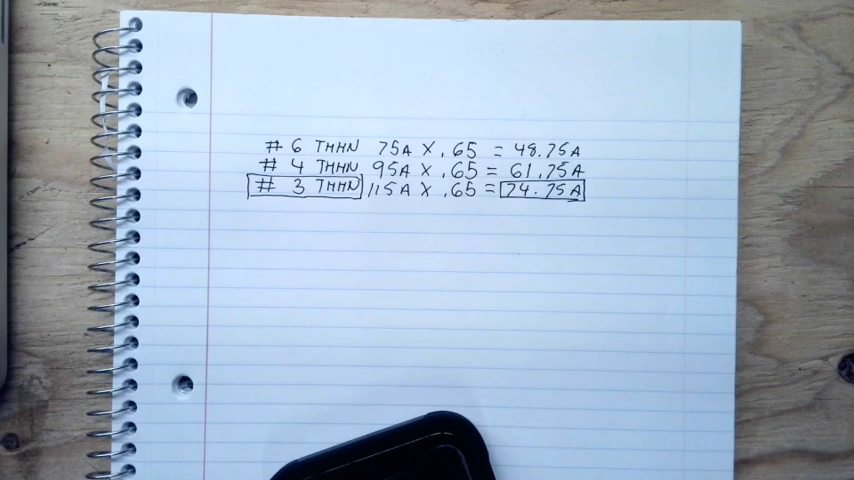 # 6 THHN 75A X .65 = 48.75A
# 4 THHN 95A X .65 = 61.75A
# 3 THHN 115A X .65 = 74.75A